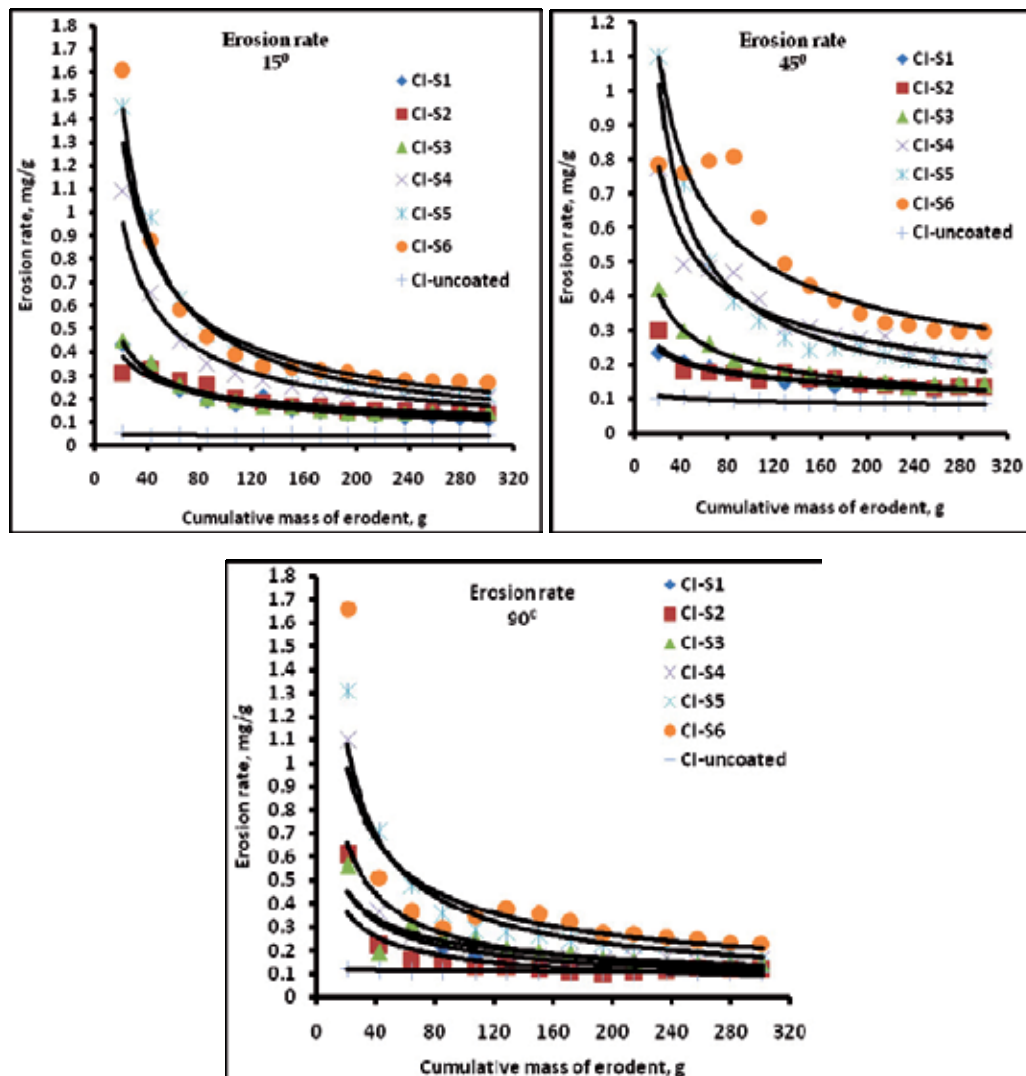 Erosion rate
15⁰
Erosion rate, mg/g
1.8
1.7
1.6
1.5
1.4
1.3
1.2
1.1
1
0.9
0.8
0.7
0.6
0.5
0.4
0.3
0.2
0.1
0
CI-S1
CI-S2
CI-S3
CI-S4
CI-S5
CI-S6
CI-uncoated
0 40 80 120 160 200 240 280 320
Cumulative mass of erodent, g
Erosion rate
45⁰
Erosion rate, mg/g
1.2
1.1
1
0.9
0.8
0.7
0.6
0.5
0.4
0.3
0.2
0.1
0
CI-S1
CI-S2
CI-S3
CI-S4
CI-S5
CI-S6
CI-uncoated
0 40 80 120 160 200 240 280 320
Cumulative mass of erodent, g
Erosion rate
90⁰
Erosion rate, mg/g
1.8
1.7
1.6
1.5
1.4
1.3
1.2
1.1
1
0.9
0.8
0.7
0.6
0.5
0.4
0.3
0.2
0.1
0
CI-S1
CI-S2
CI-S3
CI-S4
CI-S5
CI-S6
CI-uncoated
0 40 80 120 160 200 240 280 320
Cumulative mass of erodent, g